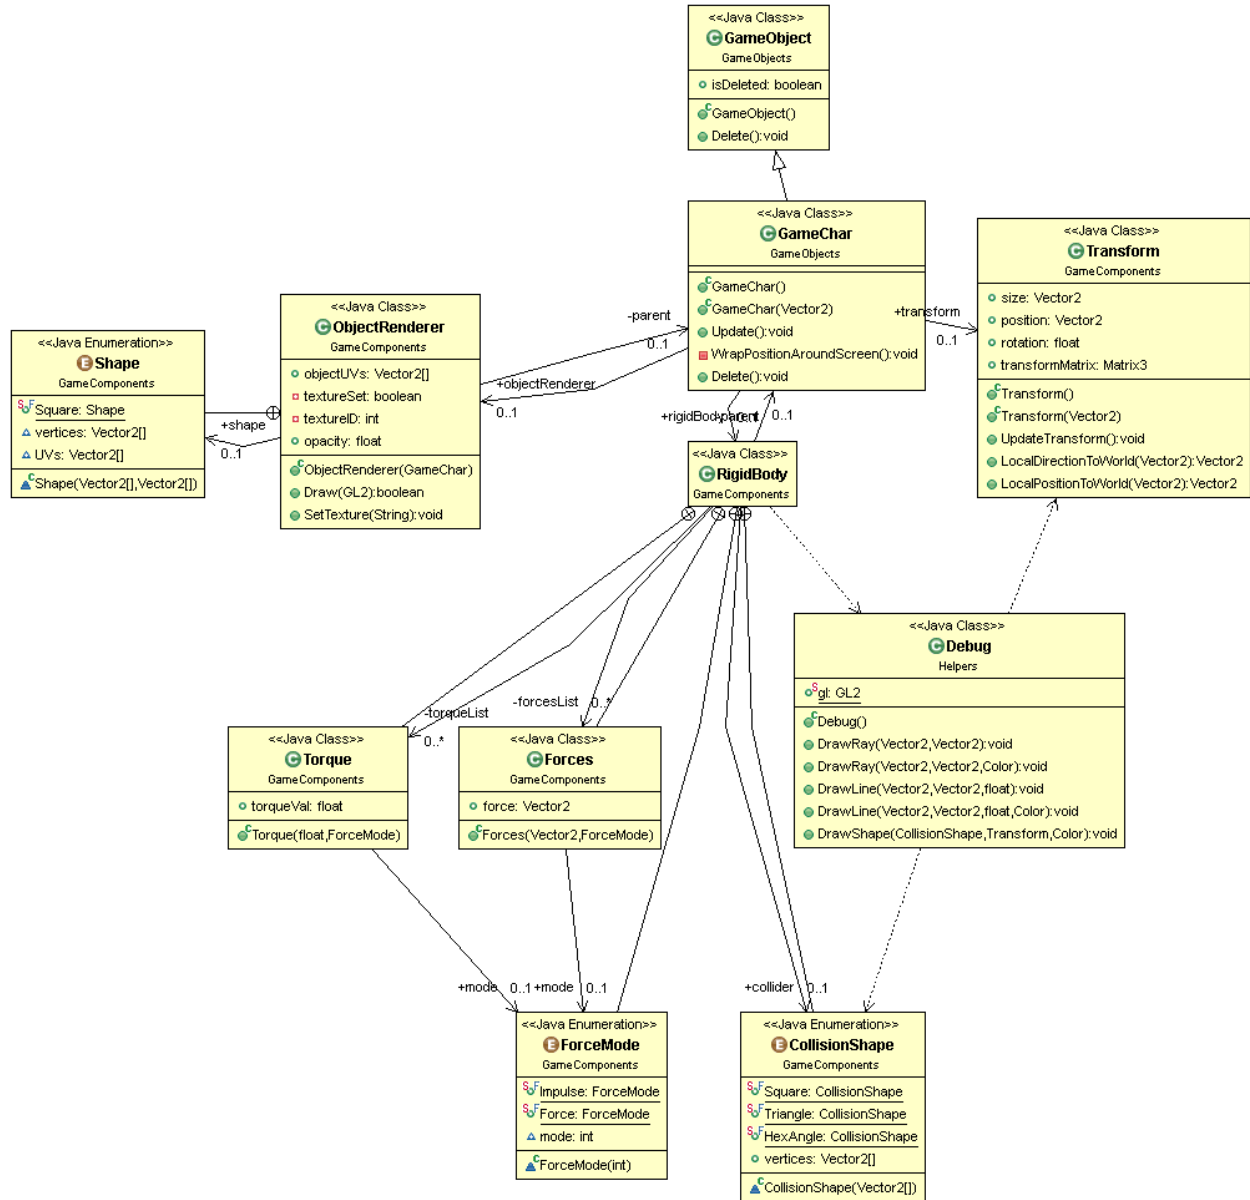 <<Java Class>>
GameObject
GameObjects
isDeleted: boolean
GameObject()
Delete():void
<<Java Class>>
GameChar
GameObjects
GameChar()
GameChar(Vector2)
Update():void
WrapPositionAroundScreen():void
Delete():void
<<Java Class>>
Transform
GameComponents
size: Vector2
position: Vector2
rotation: float
transformMatrix: Matrix3
Transform()
Transform(Vector2)
UpdateTransform():void
LocalDirectionToWorld(Vector2):Vector2
LocalPositionToWorld(Vector2):Vector2
+transform
0..1
<<Java Class>>
ObjectRenderer
GameComponents
objectUVs: Vector2[]
textureSet: boolean
textureID: int
opacity: float
ObjectRenderer(GameChar)
Draw(GL2):boolean
SetTexture(String):void
-parent
0..1
+objectRenderer
0..1
<<Java Enumeration>>
Shape
GameComponents
Square: Shape
vertices: Vector2[]
UVs: Vector2[]
Shape(Vector2[],Vector2[])
+shape
0..1
+rigidBody
-parent
0..1
0..1
<<Java Class>>
RigidBody
GameComponents
<<Java Class>>
Debug
Helpers
gl: GL2
Debug()
DrawRay(Vector2,Vector2):void
DrawRay(Vector2,Vector2,Color):void
DrawLine(Vector2,Vector2,float):void
DrawLine(Vector2,Vector2,float,Color):void
DrawShape(CollisionShape,Transform,Color):void
-torqueList
0..*
-forcesList
0..*
<<Java Class>>
Torque
GameComponents
torqueVal: float
Torque(float,ForceMode)
<<Java Class>>
Forces
GameComponents
force: Vector2
Forces(Vector2,ForceMode)
+mode
0..1
+mode
0..1
+collider
0..1
<<Java Enumeration>>
ForceMode
GameComponents
Impulse: ForceMode
Force: ForceMode
mode: int
ForceMode(int)
<<Java Enumeration>>
CollisionShape
GameComponents
Square: CollisionShape
Triangle: CollisionShape
HexAngle: CollisionShape
vertices: Vector2[]
CollisionShape(Vector2[])